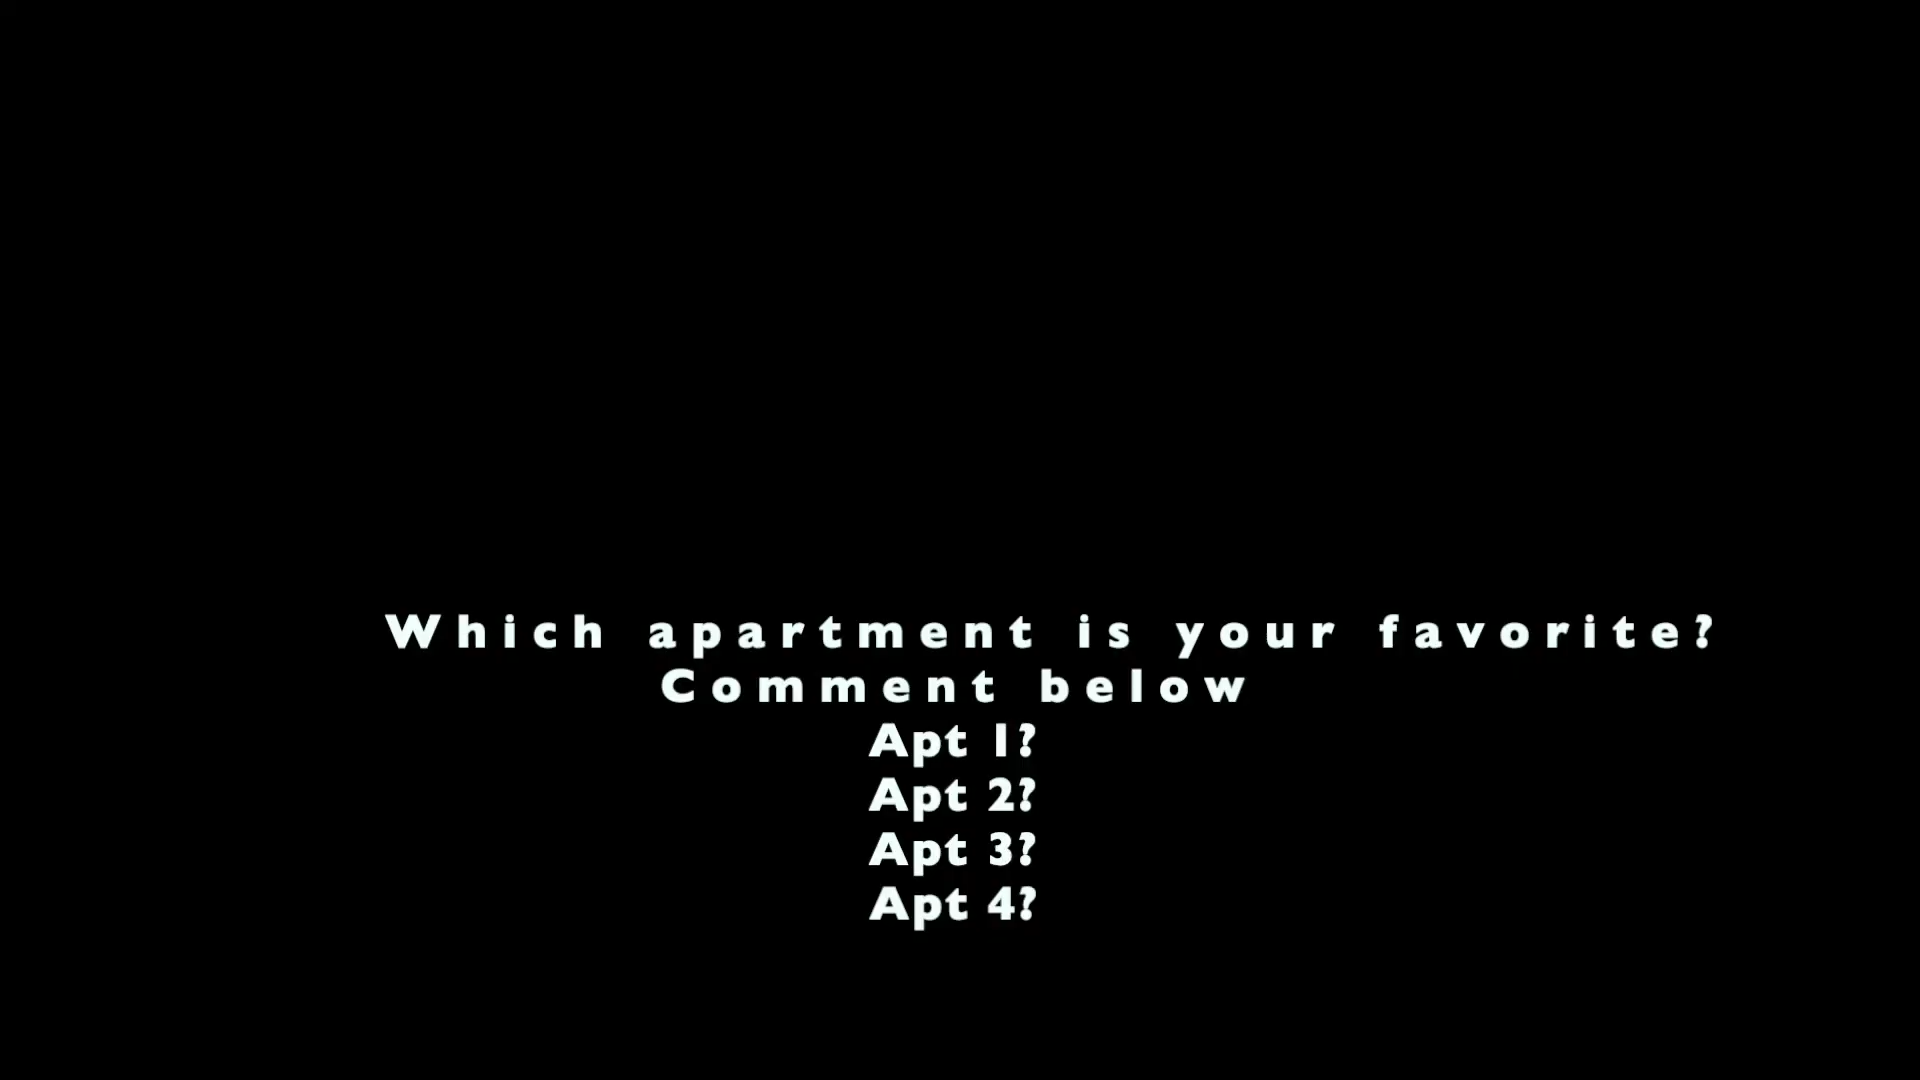 Which apartment is your favorite?
Comment below
Apt 1?
Apt 2?
Apt 3?
Apt 4?